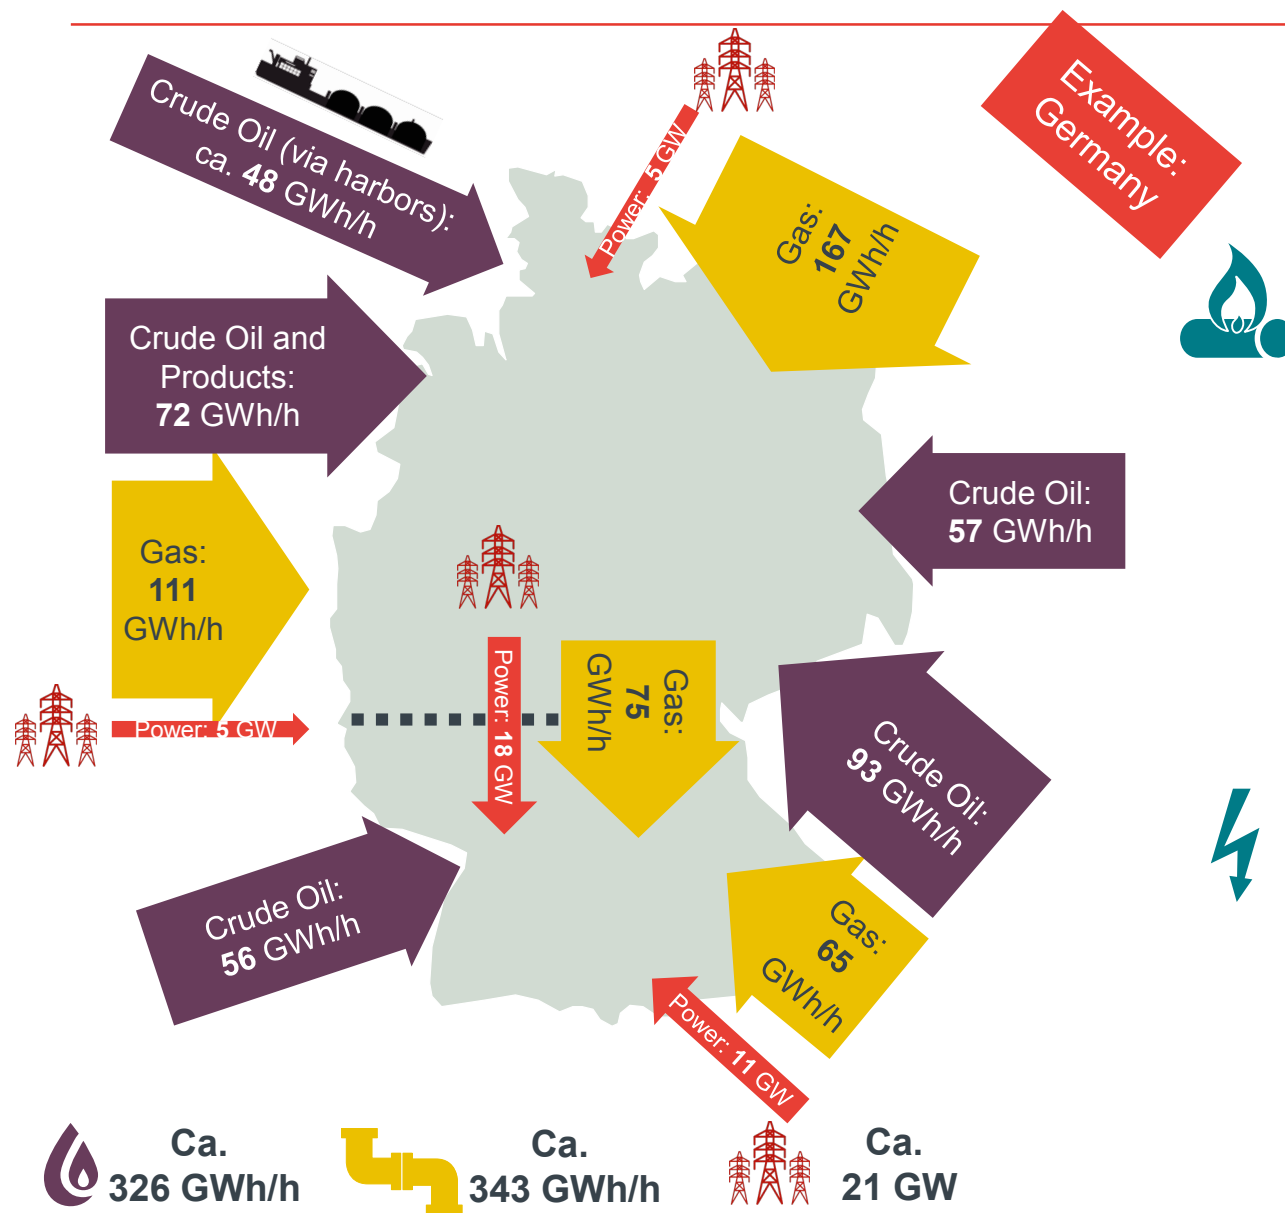 Example:
Germany
Crude Oil (via harbors):
ca. 48 GWh/h
Power: 5 GW
Gas:
167
GWh/h
Crude Oil and
Products:
72 GWh/h
Crude Oil:
57 GWh/h
Gas:
111
GWh/h
Power: 5 GW
Power: 18 GW
Gas:
75
GWh/h
Crude Oil:
93 GWh/h
Crude Oil:
56 GWh/h
Gas:
65
GWh/h
Power: 11 GW
Ca.
326 GWh/h
Ca.
343 GWh/h
Ca.
21 GW